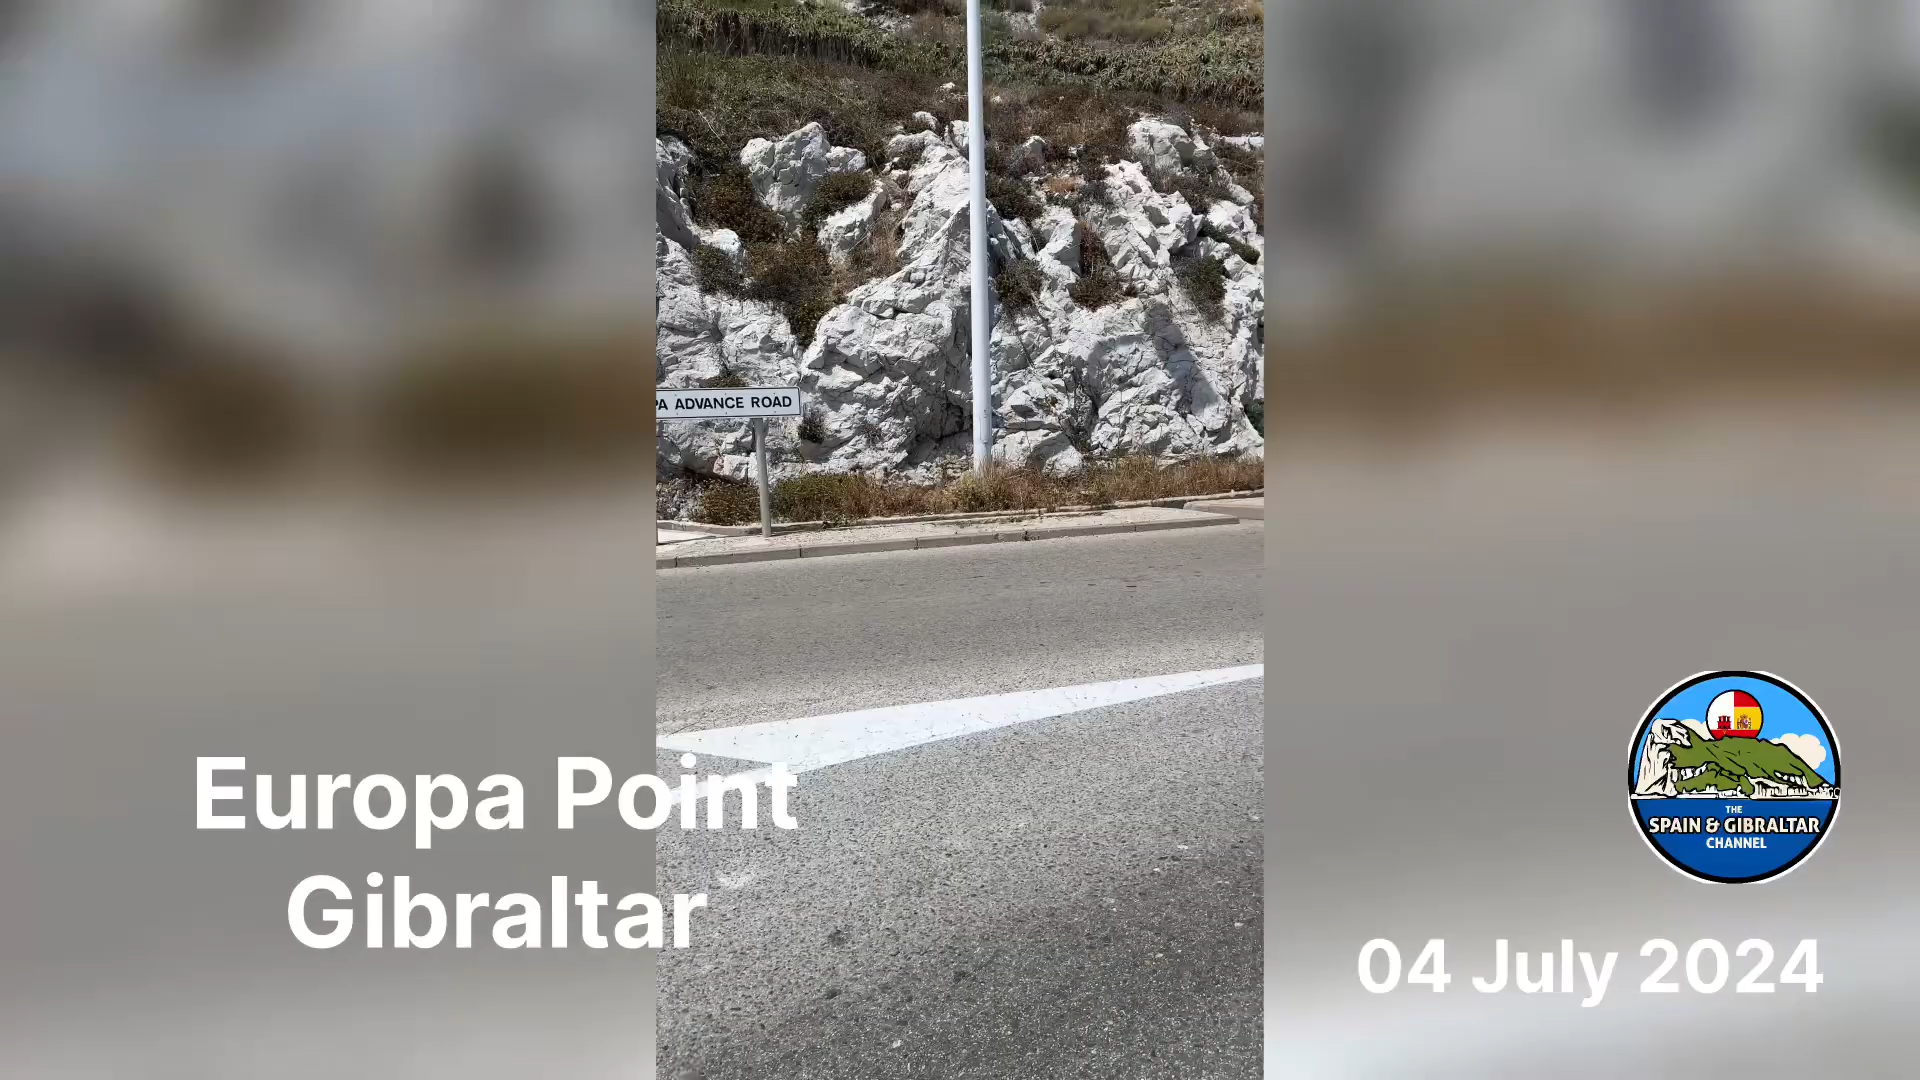 PA ADVANCE ROAD
Europa Point
Gibraltar
THE
SPAIN & GIBRALTAR
CHANNEL
04 July 2024